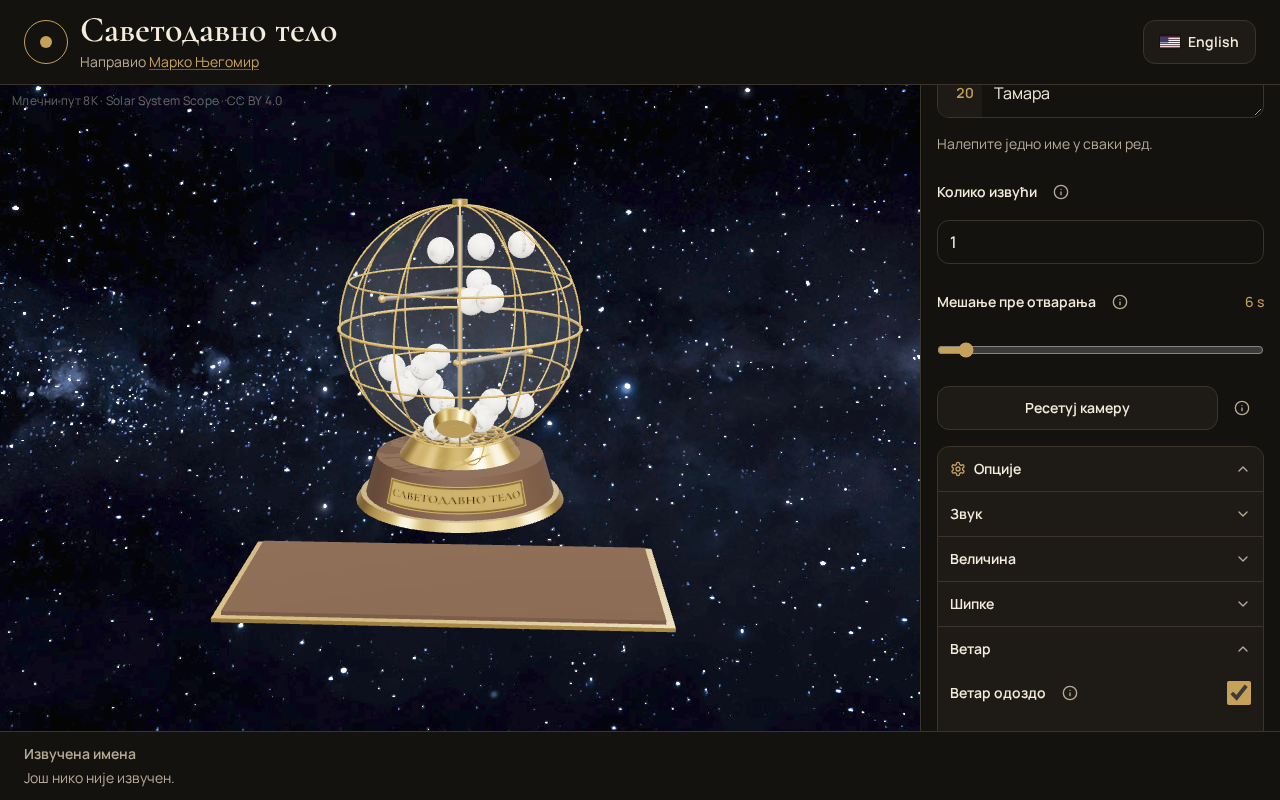 Саветодавно тело
Направио Марко Његомир
English
Млечни пут 8K · Solar System Scope · CC BY 4.0
20 Тамара
Налепите једно име у сваки ред.
Колико извући
1
Мешање пре отварања 6 s
Ресетуј камеру
Опције
Звук
Величина
Шипке
Ветар
Ветар одоздо
САВЕТОДАВНО ТЕЛО
Извучена имена
Још нико није извучен.